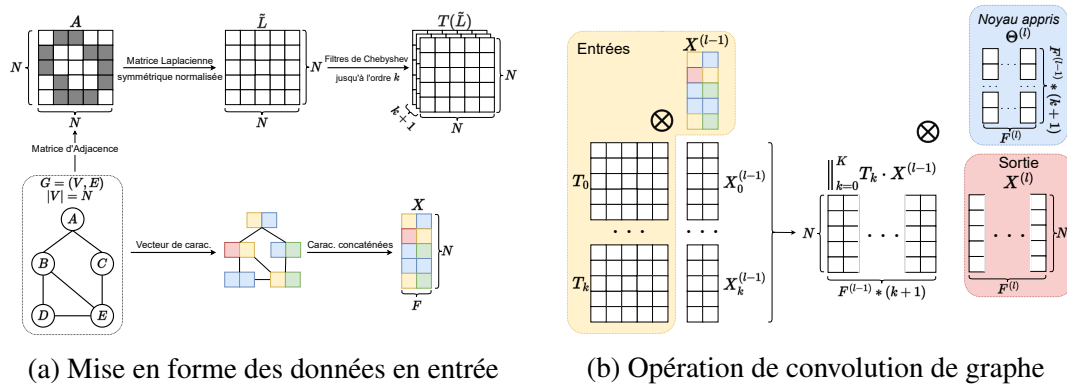 A
N
N
Matrice Laplacienne
symétrique normalisée
L̃
N
Filtres de Chebyshev
jusqu'à l'ordre k
T(L̃)
N
k+1
N
Matrice d'Adjacence
G = (V, E)
|V| = N
A
B
C
D
E
Vecteur de carac.
Carac. concaténées
X
N
F
(a) Mise en forme des données en entrée
Entrées
X^(l−1)
⊗
T_0
X_0^(l−1)
. . .
. . .
T_k
X_k^(l−1)
‖_{k=0}^{K} T_k · X^(l−1)
N
. . .
F^(l−1) * (k+1)
⊗
Noyau appris
Θ^(l)
F^(l−1) * (k+1)
F^(l)
Sortie
X^(l)
. . .
N
F^(l)
(b) Opération de convolution de graphe